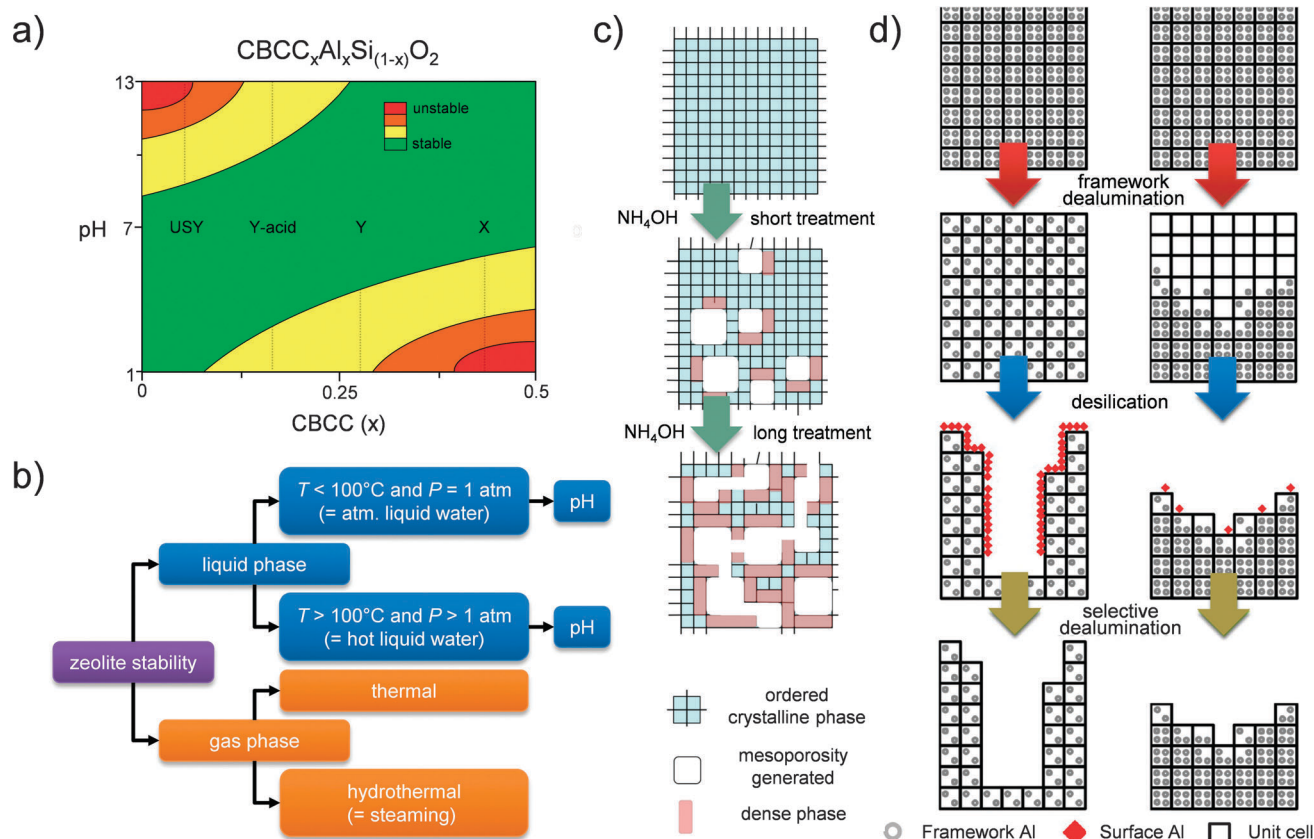 a)
CBCCxAlxSi(1-x)O2
13
unstable
stable
pH
7
USY
Y-acid
Y
X
1
0
0.25
0.5
CBCC (x)
b)
T < 100°C and P = 1 atm
(= atm. liquid water)
pH
liquid phase
T > 100°C and P > 1 atm
(= hot liquid water)
pH
zeolite stability
thermal
gas phase
hydrothermal
(= steaming)
c)
NH4OH
short treatment
NH4OH
long treatment
ordered
crystalline phase
mesoporosity
generated
dense phase
d)
framework
dealumination
desilication
selective
dealumination
Framework Al
Surface Al
Unit cell